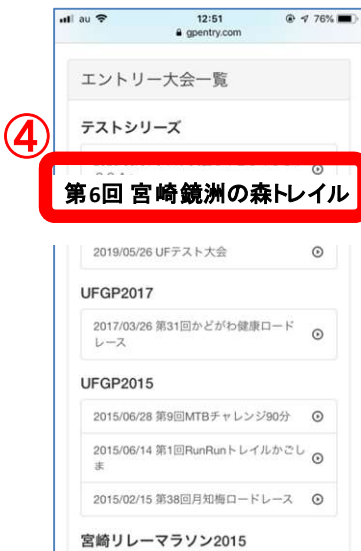 au 12:51 76%
gpentry.com
エントリー大会一覧
④
テストシリーズ
第6回 宮崎鏡洲の森トレイル
2019/05/26 UFテスト大会
UFGP2017
2017/03/26 第31回かどがわ健康ロード
レース
UFGP2015
2015/06/28 第9回MTBチャレンジ90分
2015/06/14 第1回RunRunトレイルかごし
ま
2015/02/15 第38回月知梅ロードレース
宮崎リレーマラソン2015